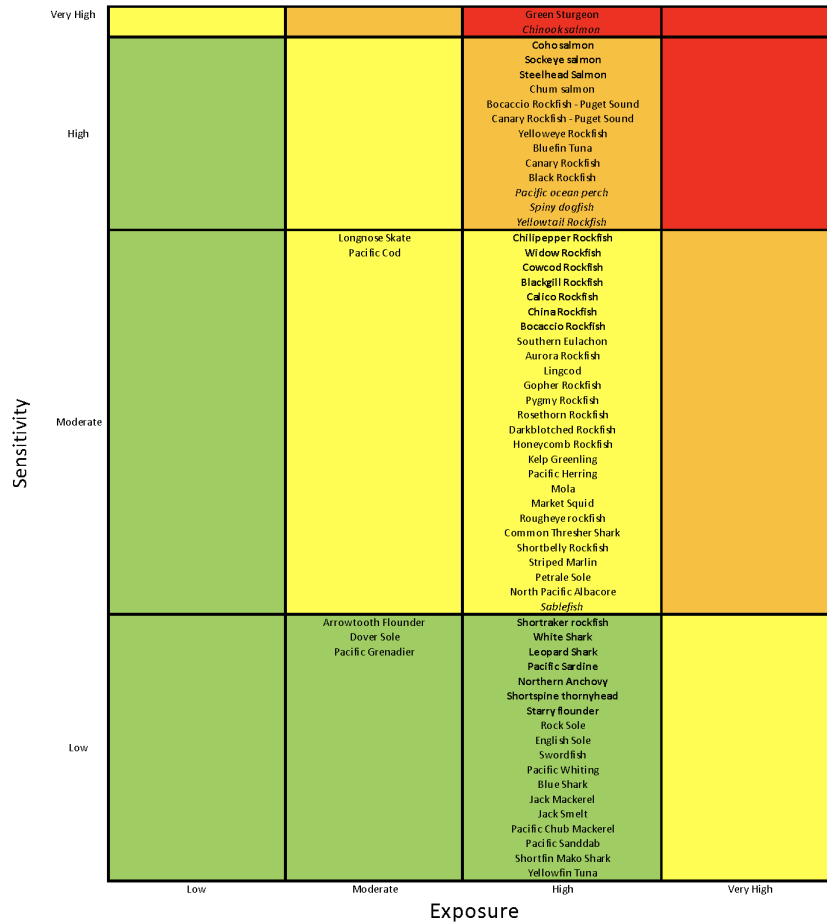 Very High
Green Sturgeon
Chinook salmon
High
Coho salmon
Sockeye salmon
Steelhead Salmon
Chum salmon
Bocaccio Rockfish - Puget Sound
Canary Rockfish - Puget Sound
Yelloweye Rockfish
Bluefin Tuna
Canary Rockfish
Black Rockfish
Pacific ocean perch
Spiny dogfish
Yellowtail Rockfish
Sensitivity
Moderate
Longnose Skate
Pacific Cod
Chilipepper Rockfish
Widow Rockfish
Cowcod Rockfish
Blackgill Rockfish
Calico Rockfish
China Rockfish
Bocaccio Rockfish
Southern Eulachon
Aurora Rockfish
Lingcod
Gopher Rockfish
Pygmy Rockfish
Rosethorn Rockfish
Darkblotched Rockfish
Honeycomb Rockfish
Kelp Greenling
Pacific Herring
Mola
Market Squid
Rougheye rockfish
Common Thresher Shark
Shortbelly Rockfish
Striped Marlin
Petrale Sole
North Pacific Albacore
Sablefish
Low
Arrowtooth Flounder
Dover Sole
Pacific Grenadier
Shortraker rockfish
White Shark
Leopard Shark
Pacific Sardine
Northern Anchovy
Shortspine thornyhead
Starry flounder
Rock Sole
English Sole
Swordfish
Pacific Whiting
Blue Shark
Jack Mackerel
Jack Smelt
Pacific Chub Mackerel
Pacific Sanddab
Shortfin Mako Shark
Yellowfin Tuna
Low Moderate High Very High
Exposure